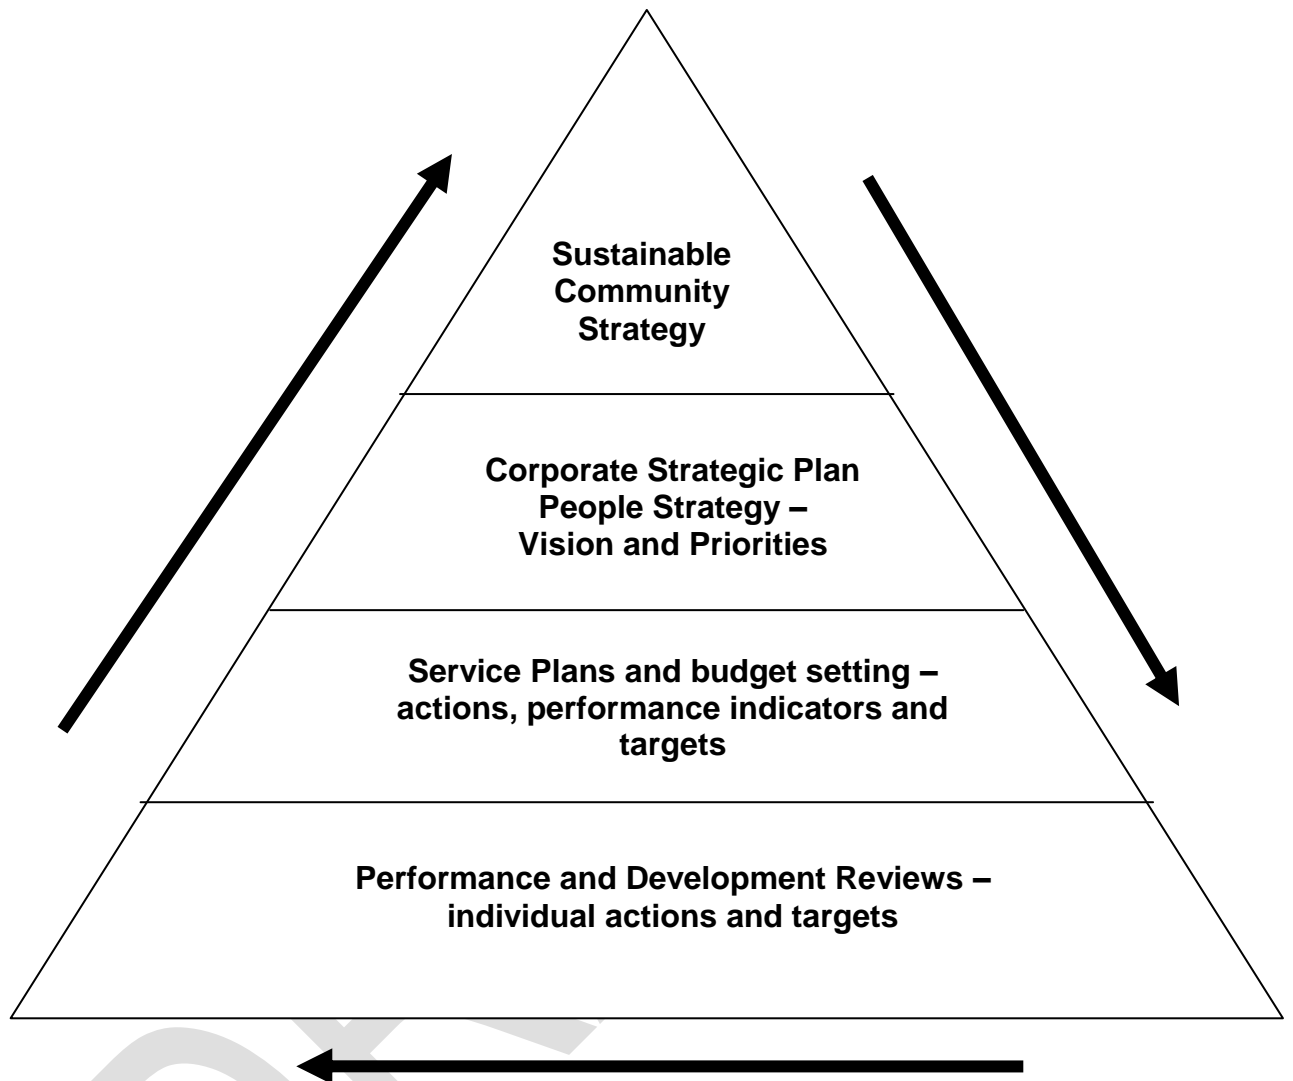 Sustainable
Community
Strategy
Corporate Strategic Plan
People Strategy –
Vision and Priorities
Service Plans and budget setting –
actions, performance indicators and
targets
Performance and Development Reviews –
individual actions and targets